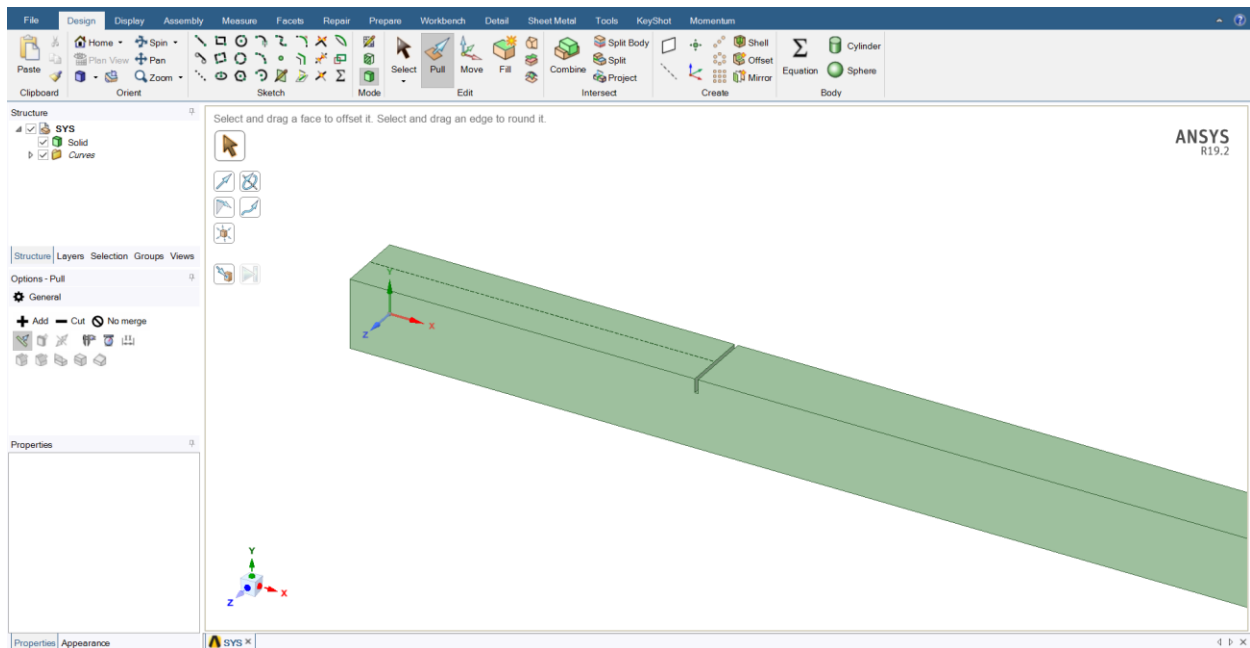 File Design Display Assembly Measure Facets Repair Prepare Workbench Detail Sheet Metal Tools KeyShot Momentum
Home Spin Split Body Shell Cylinder
Plan View Pan Split Offset
Paste Zoom Select Pull Move Fill Combine Project Mirror Equation Sphere
Clipboard Orient Sketch Mode Edit Intersect Create Body
Structure
SYS
Solid
Curves
Structure Layers Selection Groups Views
Options - Pull
General
Add Cut No merge
Properties
Properties Appearance
Select and drag a face to offset it. Select and drag an edge to round it.
ANSYS
R19.2
Y
X
Z
Y
X
Z
SYS